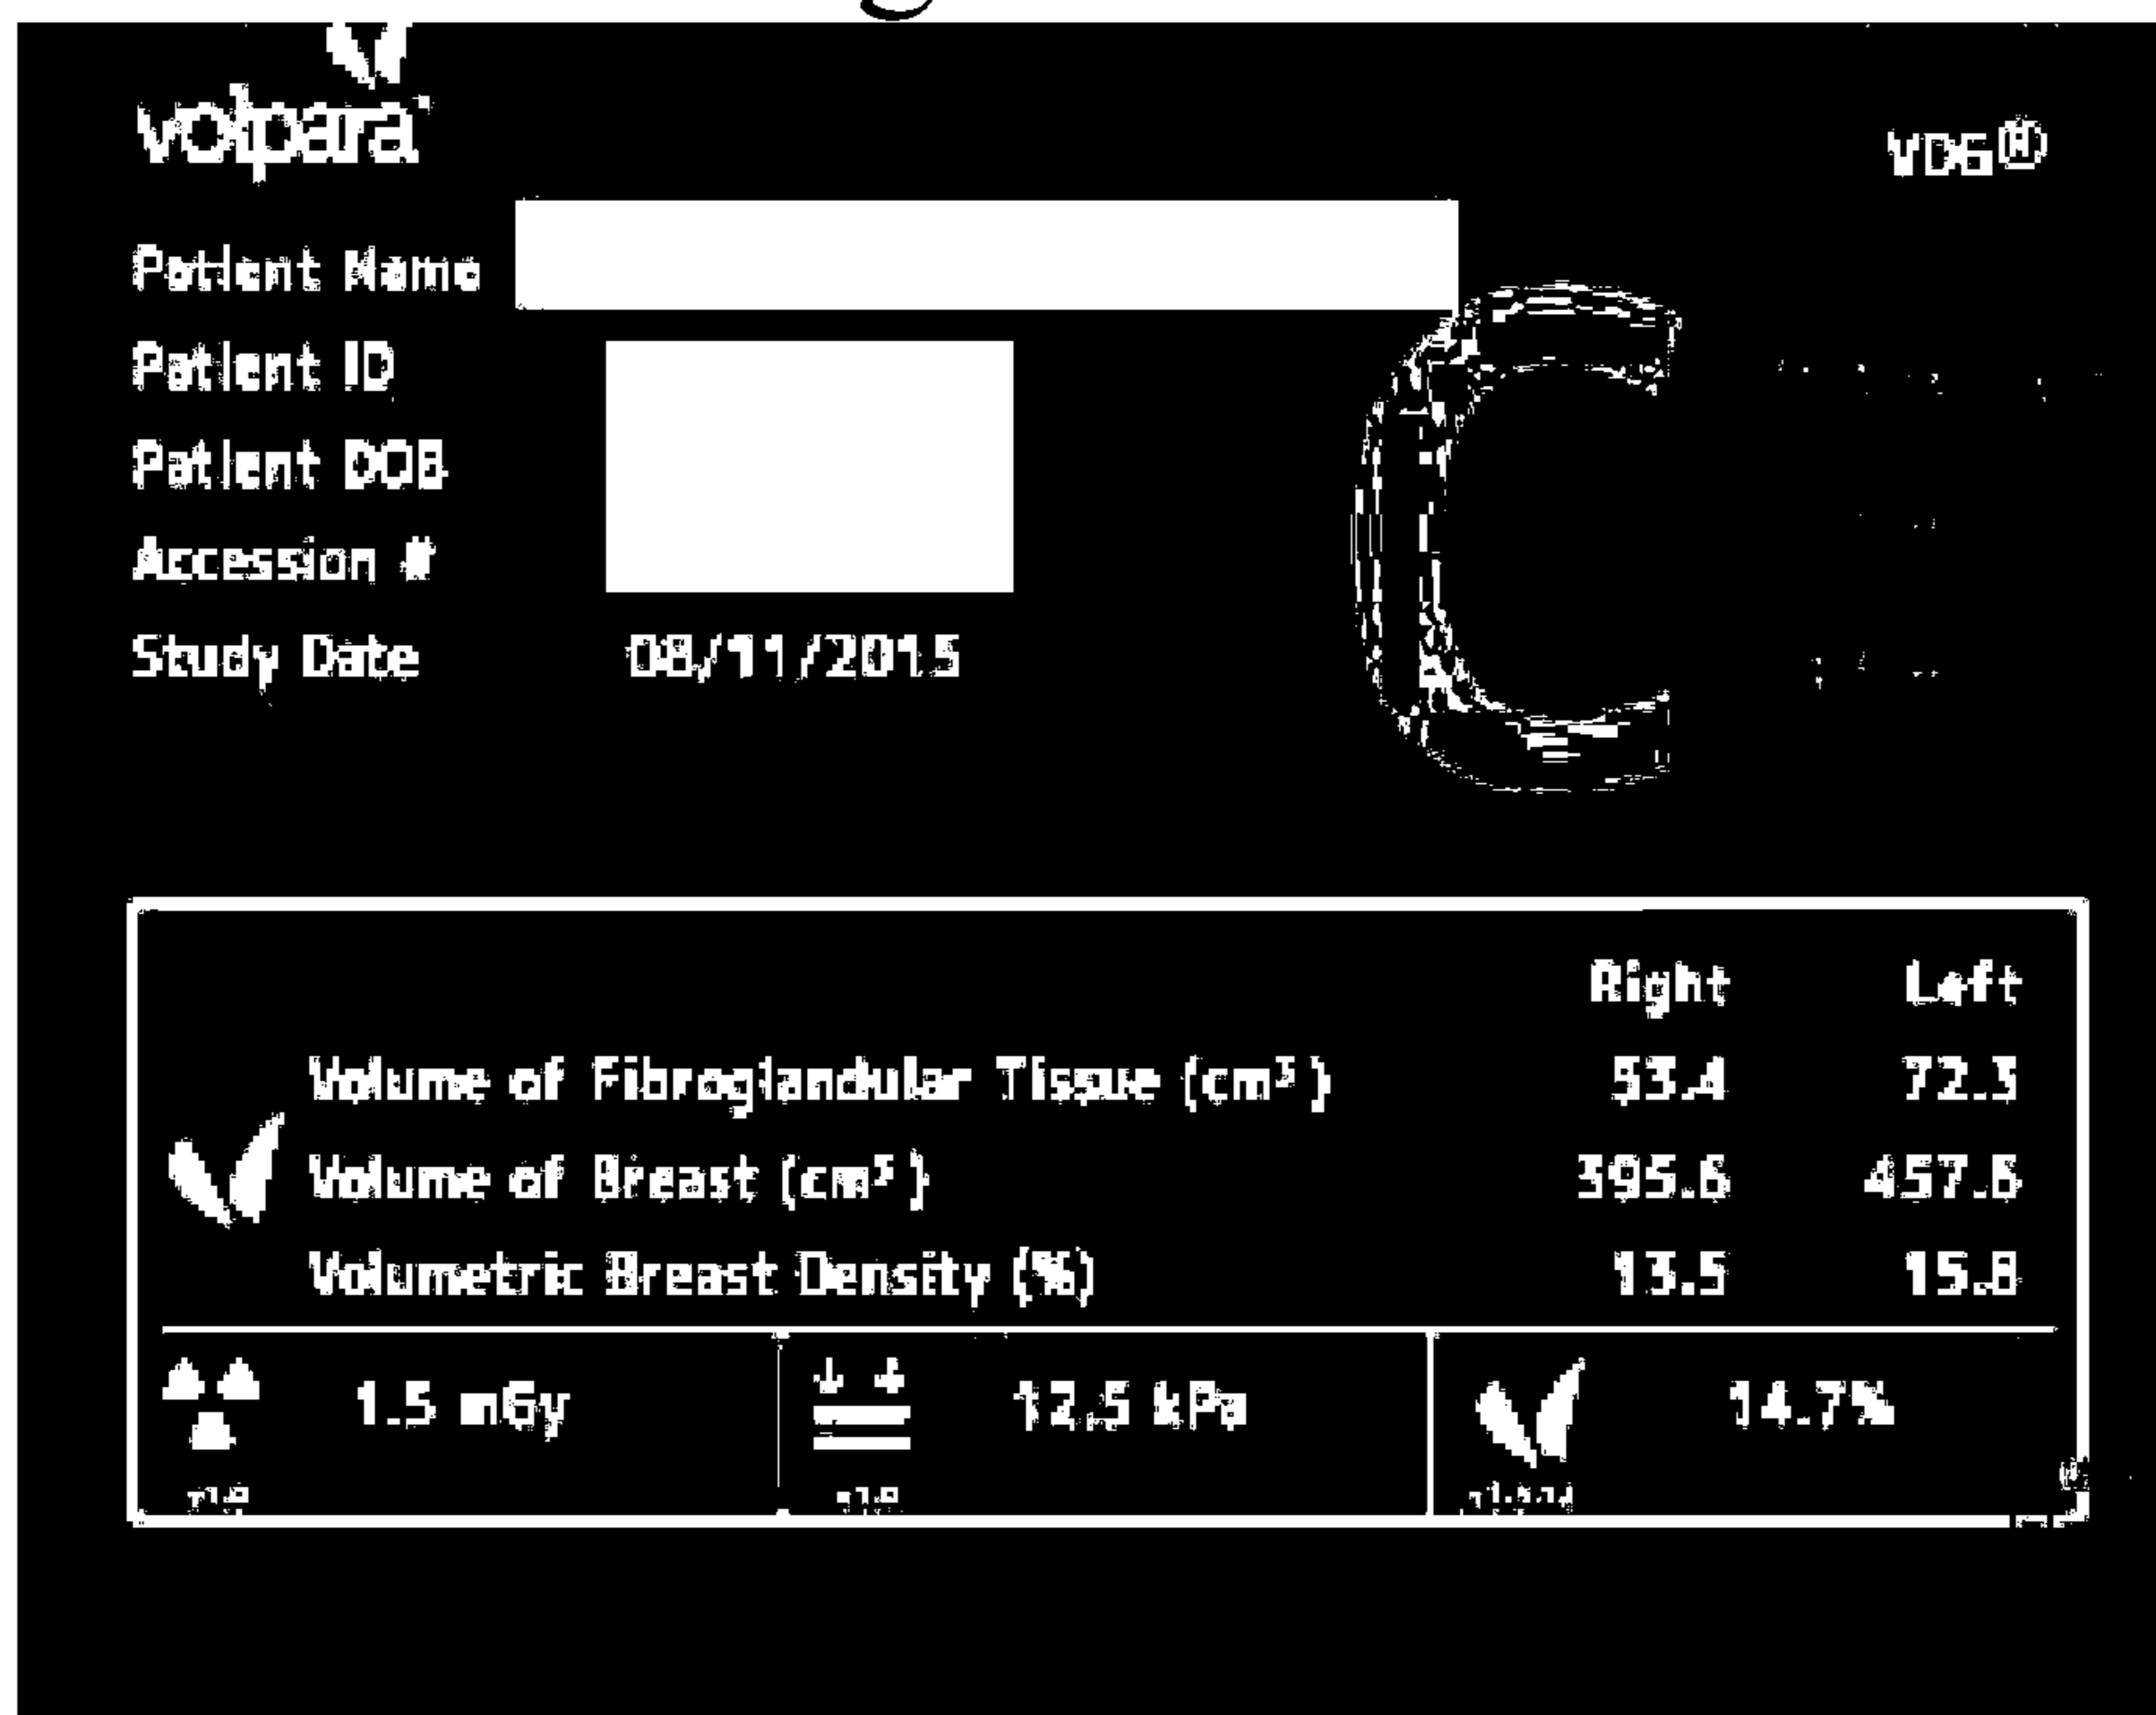 volpara
VDG®
Patient Name
Patient ID
Patient DOB
Accession #
Study Date 08/11/2015
C
Right Left
Volume of Fibroglandular Tissue (cm³) 53.4 72.3
Volume of Breast (cm³) 395.6 457.6
Volumetric Breast Density (%) 13.5 15.8
1.5 mGy 12.5 kPa 14.7%